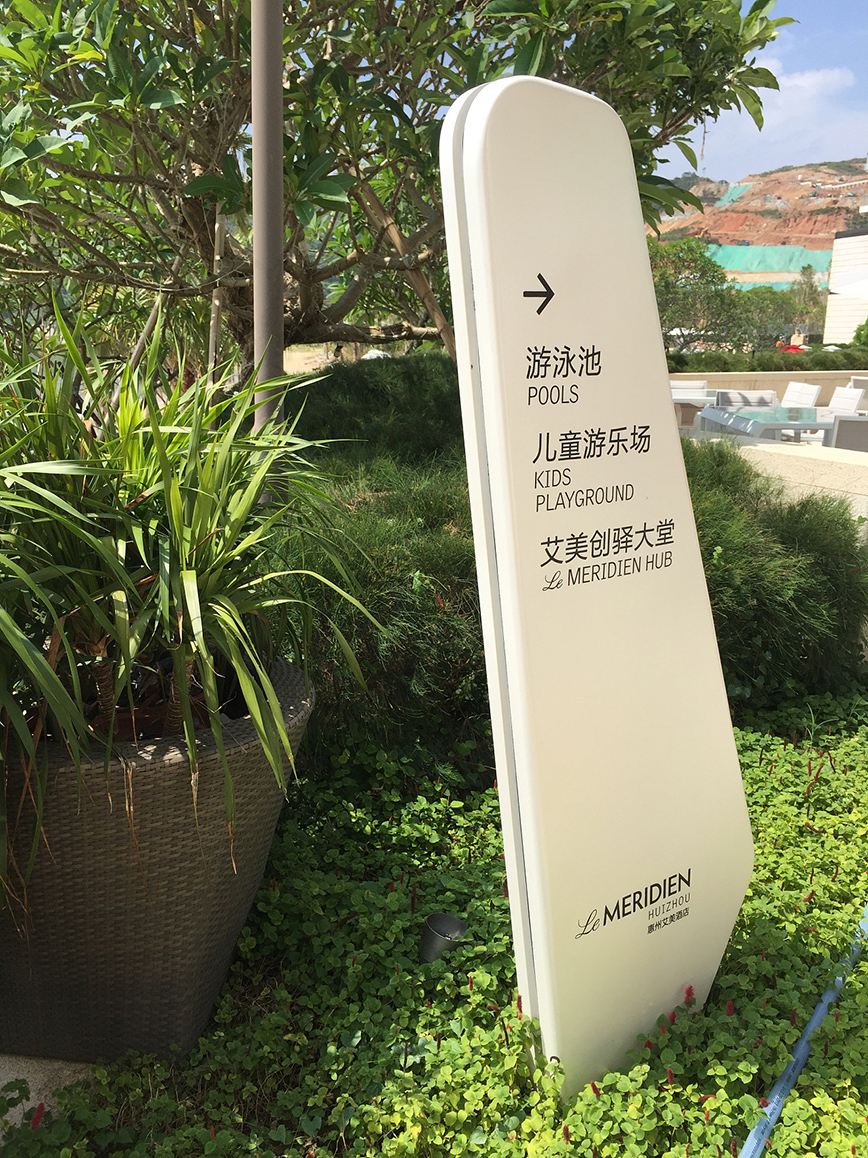 →
游泳池
POOLS
儿童游乐场
KIDS
PLAYGROUND
艾美创驿大堂
Le MERIDIEN HUB
Le MERIDIEN
HUIZHOU
惠州艾美酒店